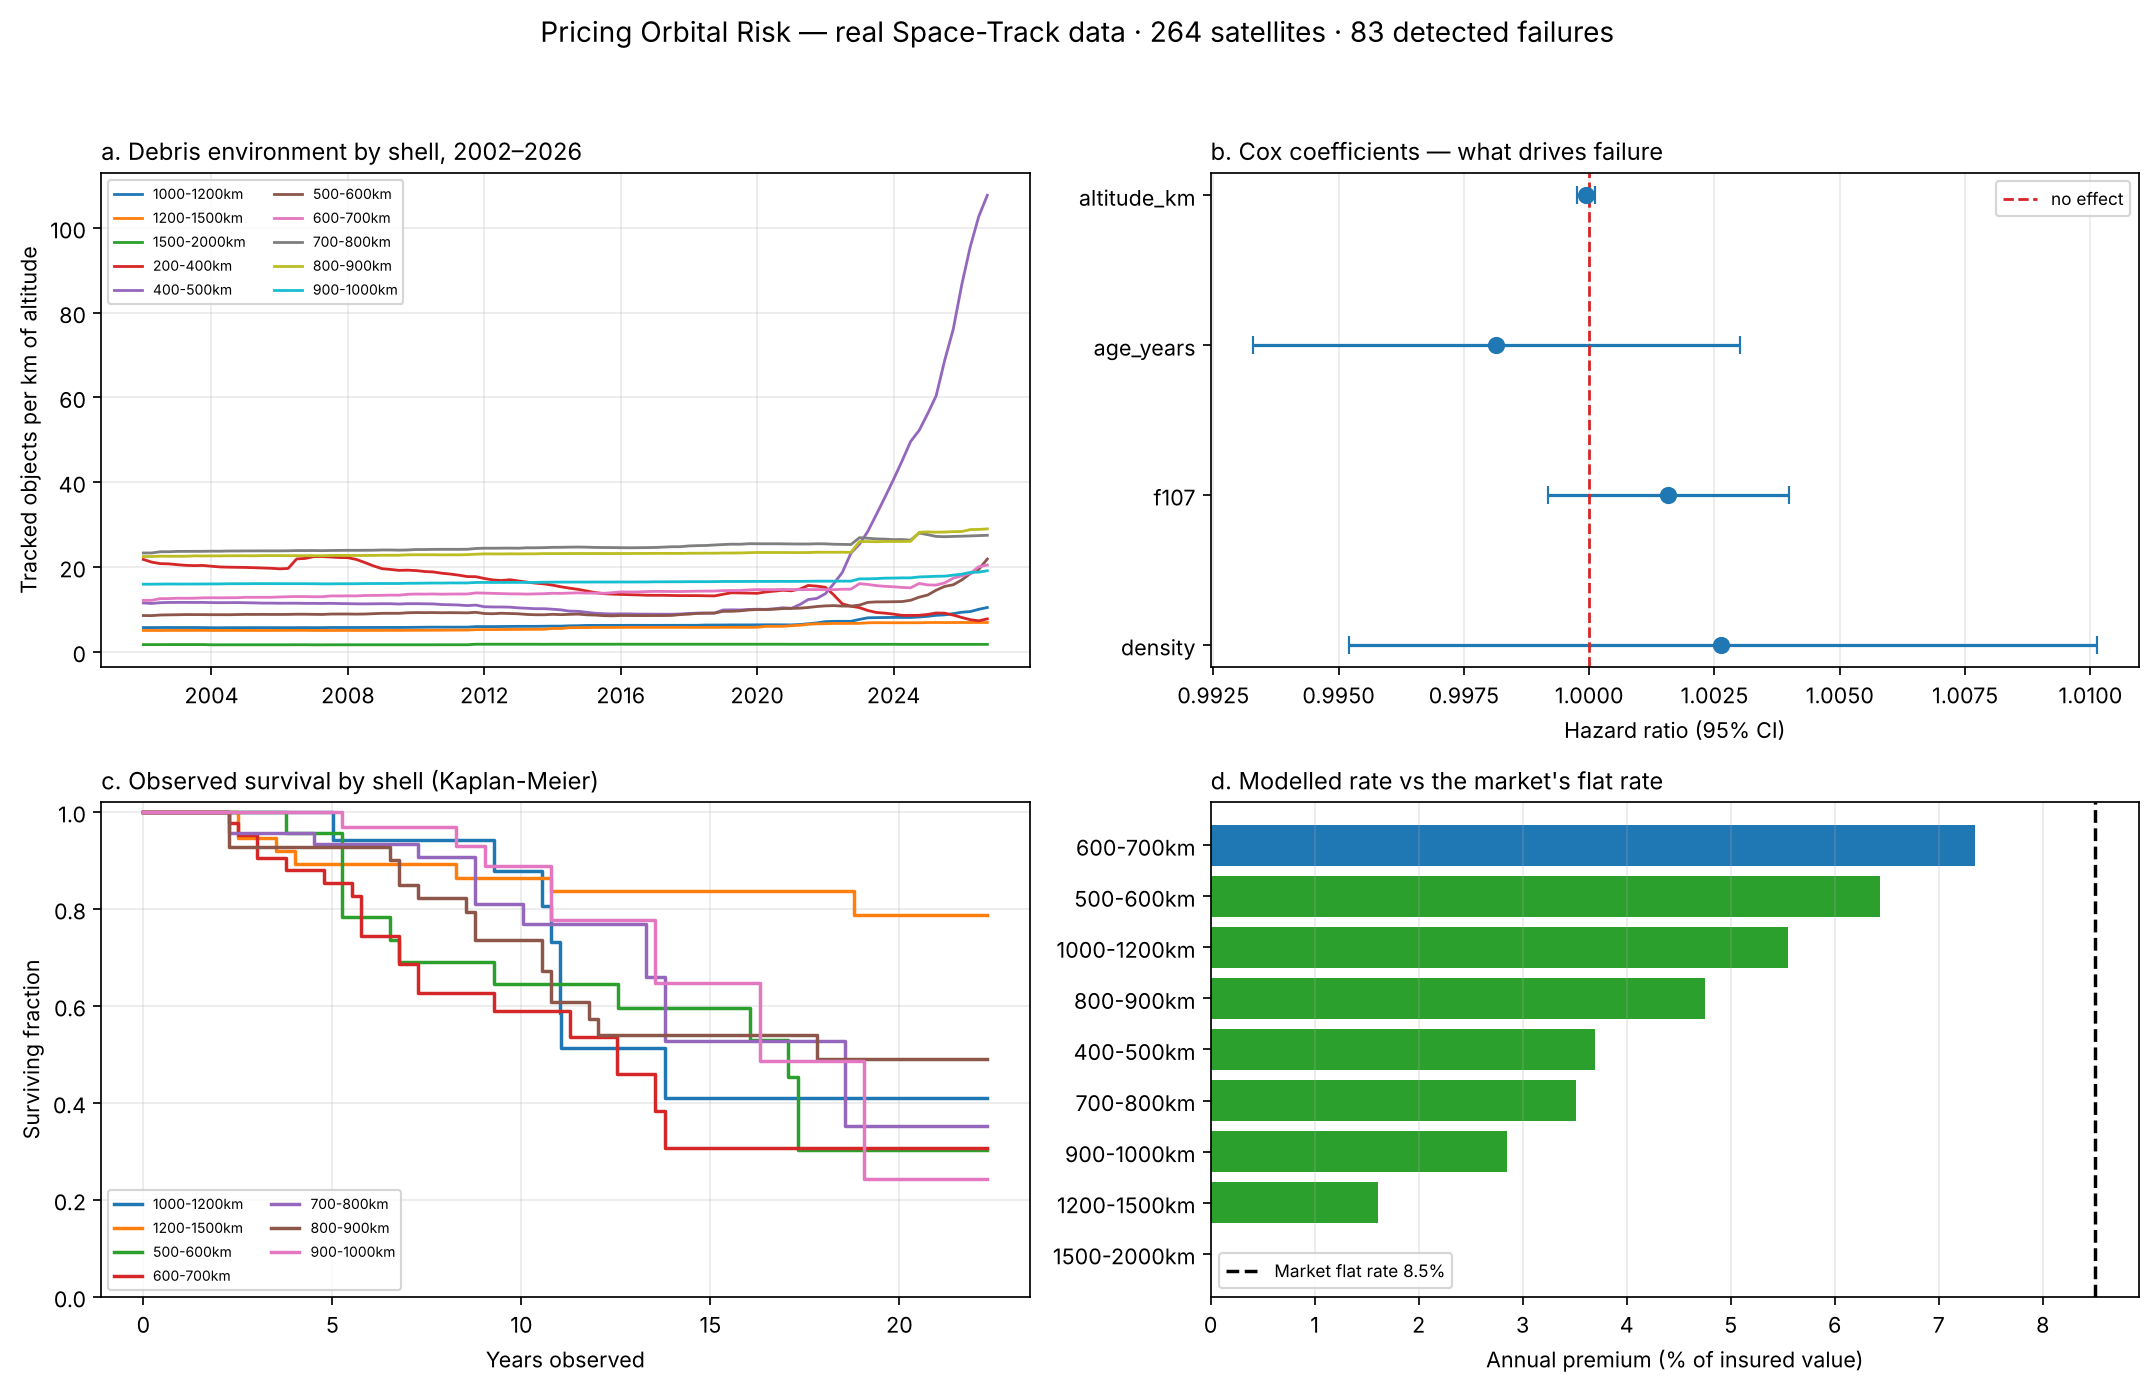 Pricing Orbital Risk — real Space-Track data · 264 satellites · 83 detected failures
a. Debris environment by shell, 2002–2026
Tracked objects per km of altitude
100
80
60
40
20
0
1000-1200km
1200-1500km
1500-2000km
200-400km
400-500km
500-600km
600-700km
700-800km
800-900km
900-1000km
2004 2008 2012 2016 2020 2024
b. Cox coefficients — what drives failure
altitude_km
age_years
f107
density
no effect
0.9925 0.9950 0.9975 1.0000 1.0025 1.0050 1.0075 1.0100
Hazard ratio (95% CI)
c. Observed survival by shell (Kaplan-Meier)
Surviving fraction
1.0
0.8
0.6
0.4
0.2
0.0
1000-1200km
1200-1500km
500-600km
600-700km
700-800km
800-900km
900-1000km
0 5 10 15 20
Years observed
d. Modelled rate vs the market's flat rate
600-700km
500-600km
1000-1200km
800-900km
400-500km
700-800km
900-1000km
1200-1500km
1500-2000km
Market flat rate 8.5%
0 1 2 3 4 5 6 7 8
Annual premium (% of insured value)